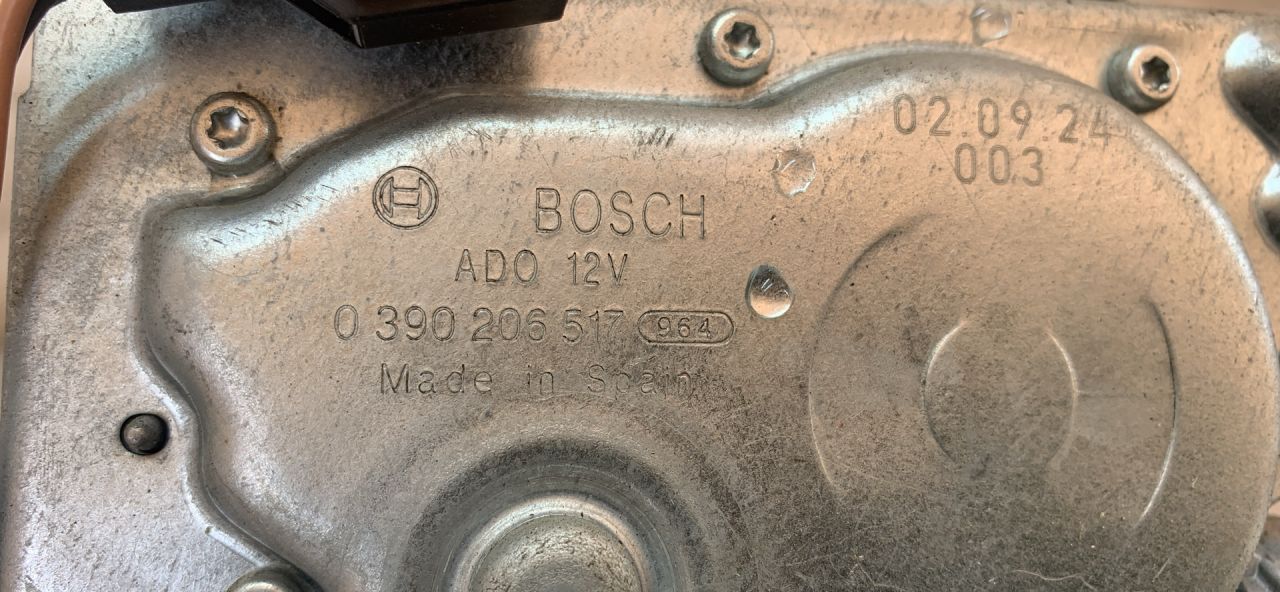 02.09.24
003
BOSCH
ADO 12V
0 390 206 517 964
Made in Spain